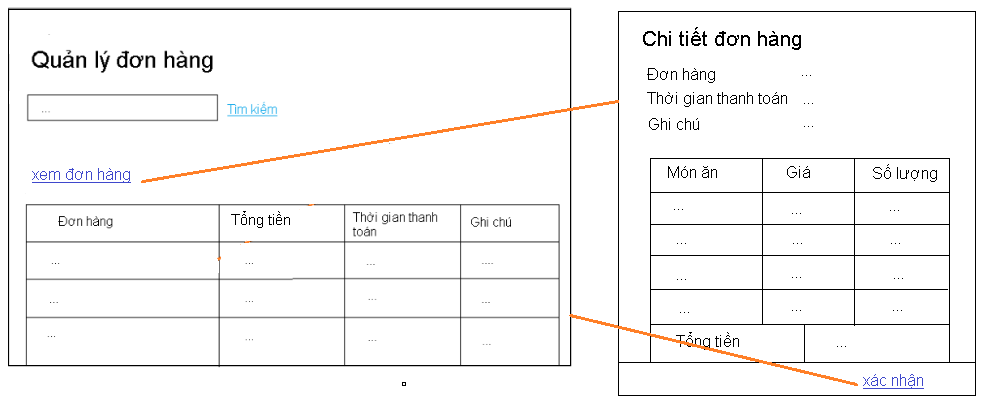 Quản lý đơn hàng
... Tìm kiếm
xem đơn hàng
Đơn hàng Tổng tiền Thời gian thanh toán Ghi chú
... ... ... ....
... ... ... ...
... ... ... ...
Chi tiết đơn hàng
Đơn hàng ...
Thời gian thanh toán ...
Ghi chú ...
Món ăn Giá Số lượng
... ... ...
... ... ...
... ... ...
... ... ...
Tổng tiền ...
xác nhận